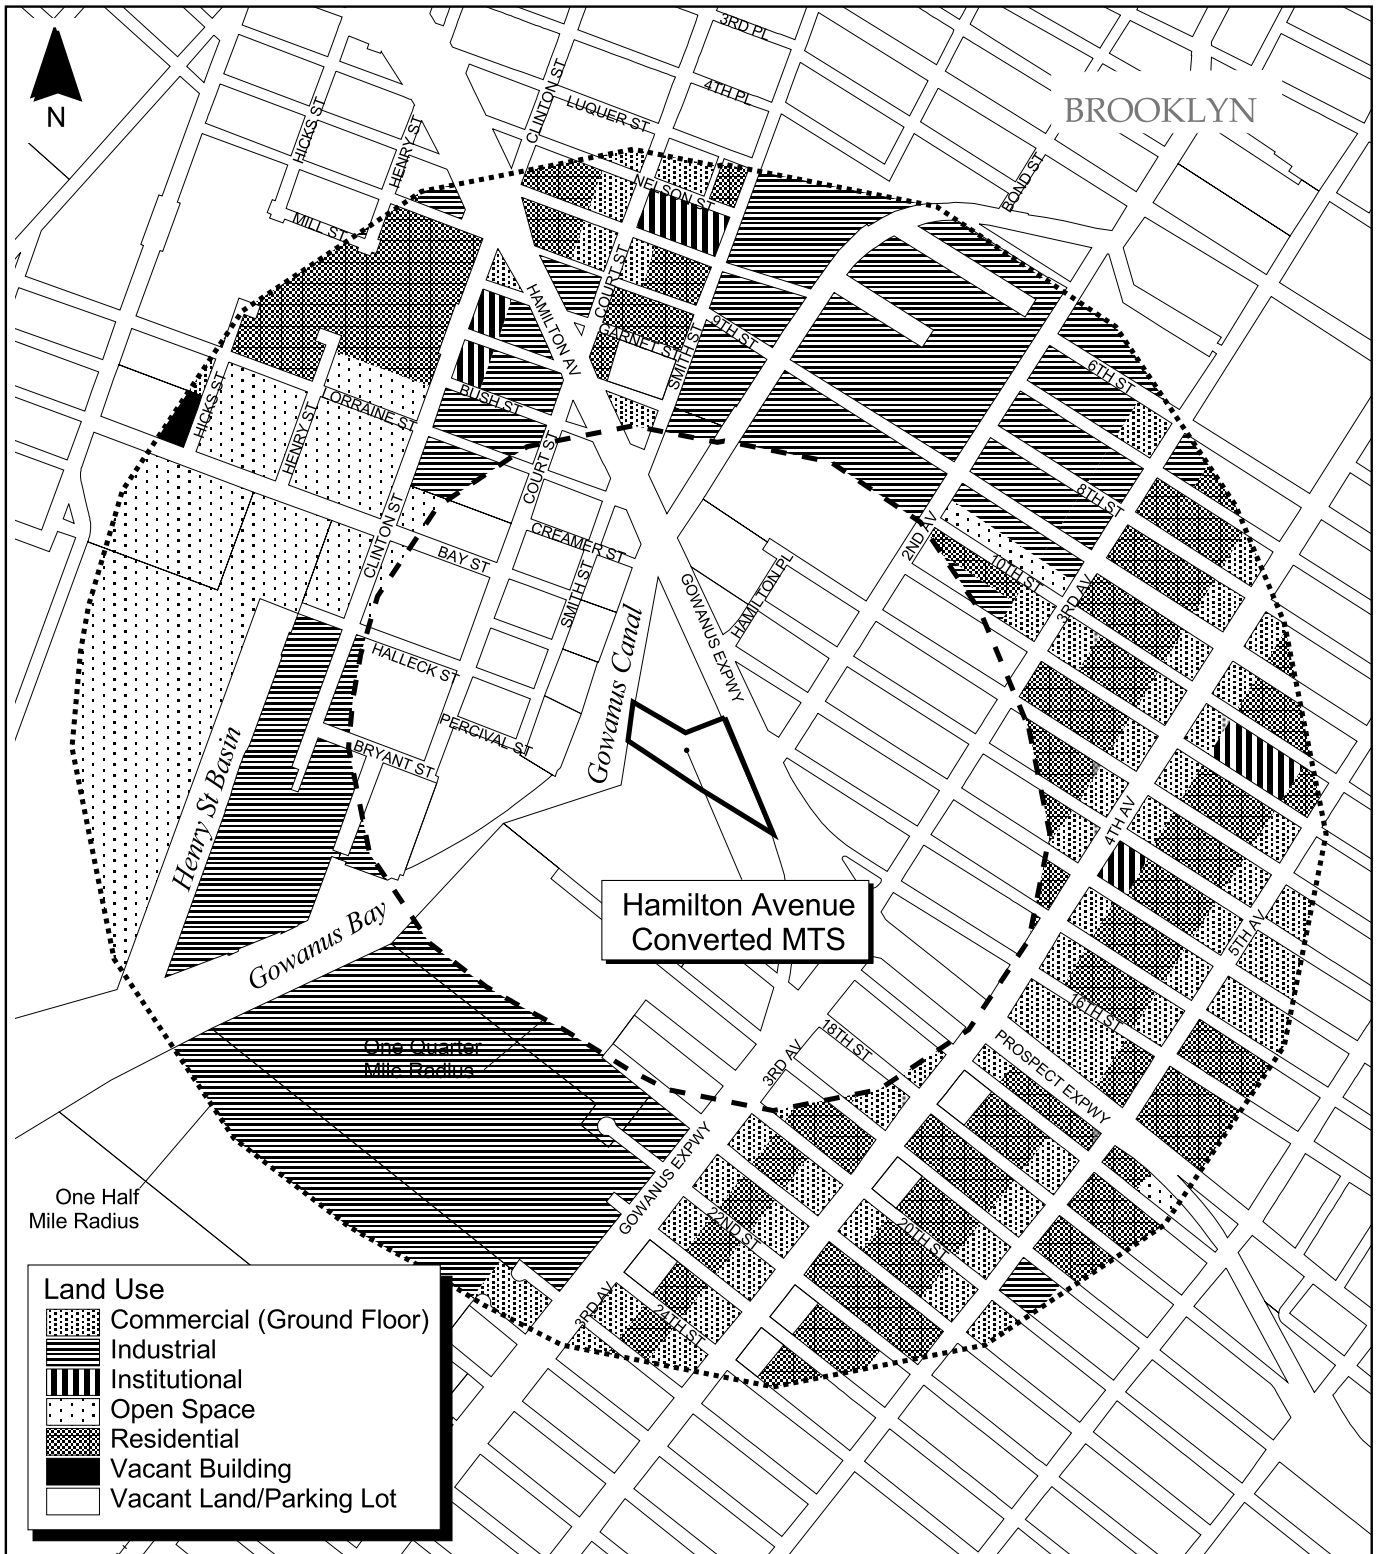 3RD PL
4TH PL
BROOKLYN
N
CLINTON ST
LUQUER ST
HICKS ST
HENRY ST
BOND ST
NELSON ST
MILL ST
COURT ST
HAMILTON AV
9TH ST
GARNET ST
SMITH ST
6TH ST
HICKS ST
LORRAINE ST
BUSH ST
HENRY ST
COURT ST
8TH ST
CLINTON ST
CREAMER ST
BAY ST
2ND AV
10TH ST
3RD AV
SMITH ST
GOWANUS EXPWY
HAMILTON PL
HALLECK ST
Gowanus Canal
PERCIVAL ST
BRYANT ST
Henry St Basin
4TH AV
Hamilton Avenue
Converted MTS
5TH AV
Gowanus Bay
16TH ST
18TH ST
PROSPECT EXPWY
One Quarter
Mile Radius
3RD AV
GOWANUS EXPWY
One Half
Mile Radius
22ND ST
20TH ST
3RD AV
24TH ST
Land Use
Commercial (Ground Floor)
Industrial
Institutional
Open Space
Residential
Vacant Building
Vacant Land/Parking Lot